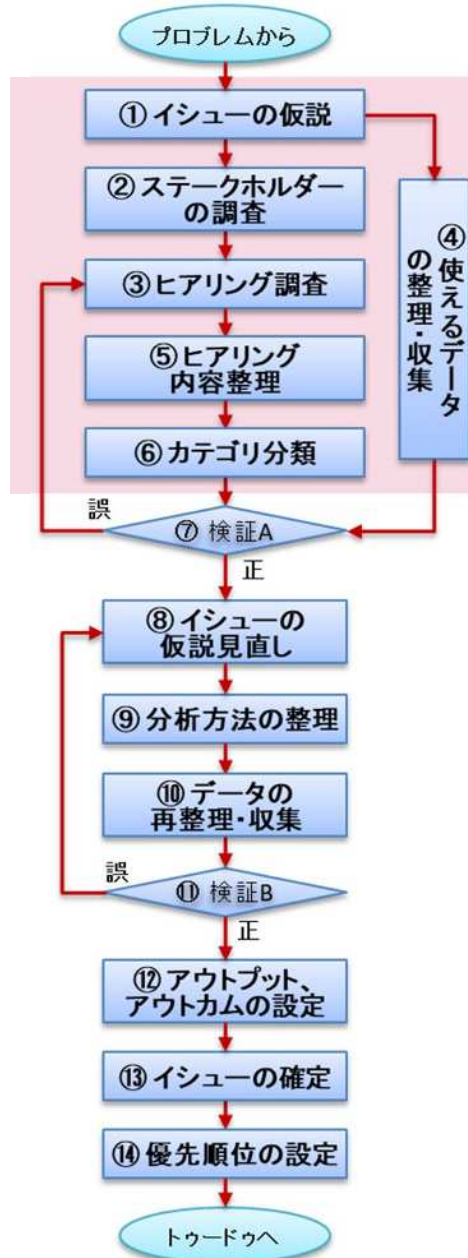 プロブレムから
①イシューの仮説
②ステークホルダー
の調査
③ヒアリング調査
④使えるデータ
の整理・収集
⑤ヒアリング
内容整理
⑥カテゴリ分類
誤
⑦検証A
正
⑧イシューの
仮説見直し
⑨分析方法の整理
⑩データの
再整理・収集
誤
⑪検証B
正
⑫アウトプット、
アウトカムの設定
⑬イシューの確定
⑭優先順位の設定
トゥードゥへ